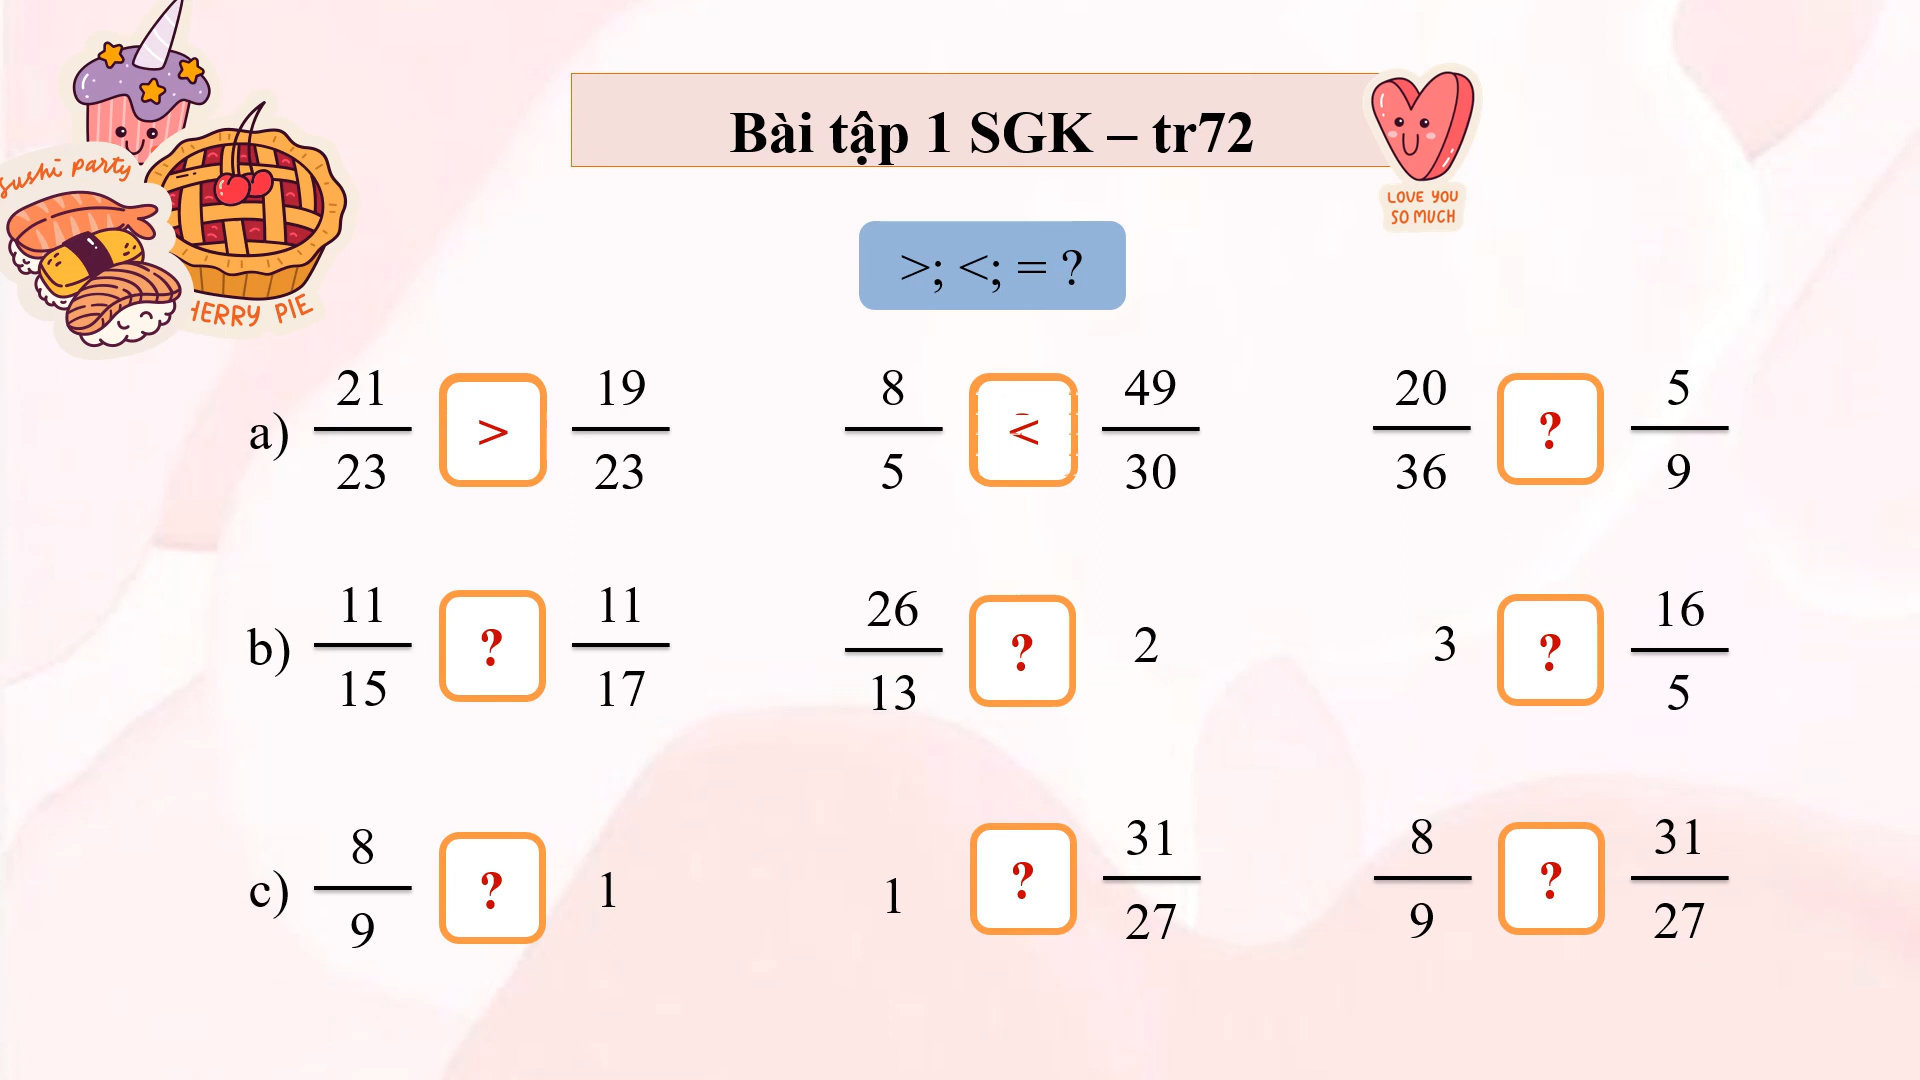 Bài tập 1 SGK – tr72
sushi party
HERRY PIE
LOVE YOU
SO MUCH
>; <; = ?
a) 21/23 > 19/23
8/5 < 49/30
20/36 ? 5/9
b) 11/15 ? 11/17
26/13 ? 2
3 ? 16/5
c) 8/9 ? 1
1 ? 31/27
8/9 ? 31/27